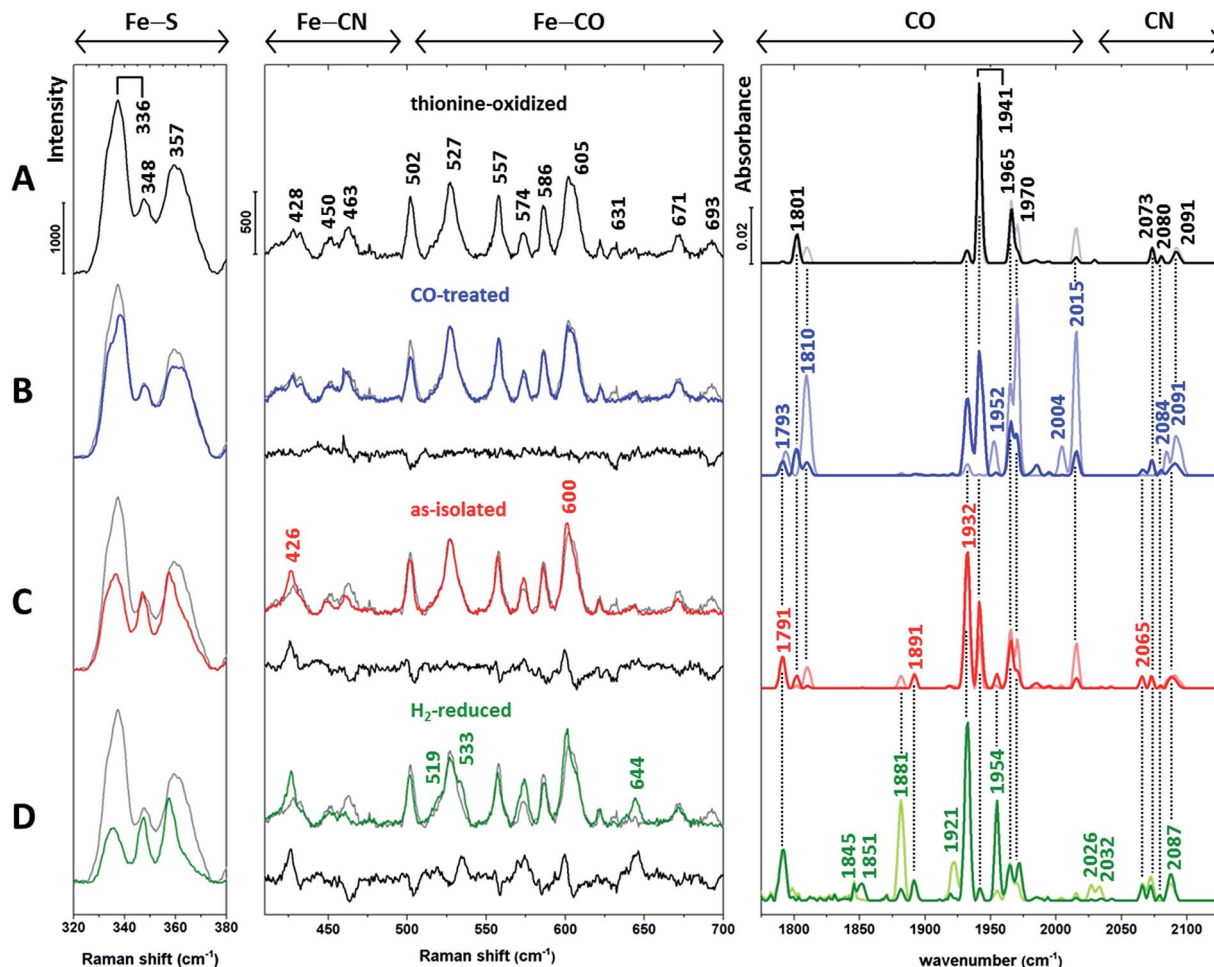 Fe–S
Fe–CN
Fe–CO
CO
CN
A
Intensity
1000
336
348
357
thionine-oxidized
500
428
450
463
502
527
557
574
586
605
631
671
693
Absorbance
0.02
1801
1941
1965
1970
2073
2080
2091
B
CO-treated
1793
1810
1952
2004
2015
2084
2091
C
as-isolated
426
600
1791
1891
1932
2065
D
H₂-reduced
519
533
644
1845
1851
1881
1921
1954
2026
2032
2087
320 340 360 380
Raman shift (cm⁻¹)
450 500 550 600 650 700
Raman shift (cm⁻¹)
1800 1850 1900 1950 2000 2050 2100
wavenumber (cm⁻¹)